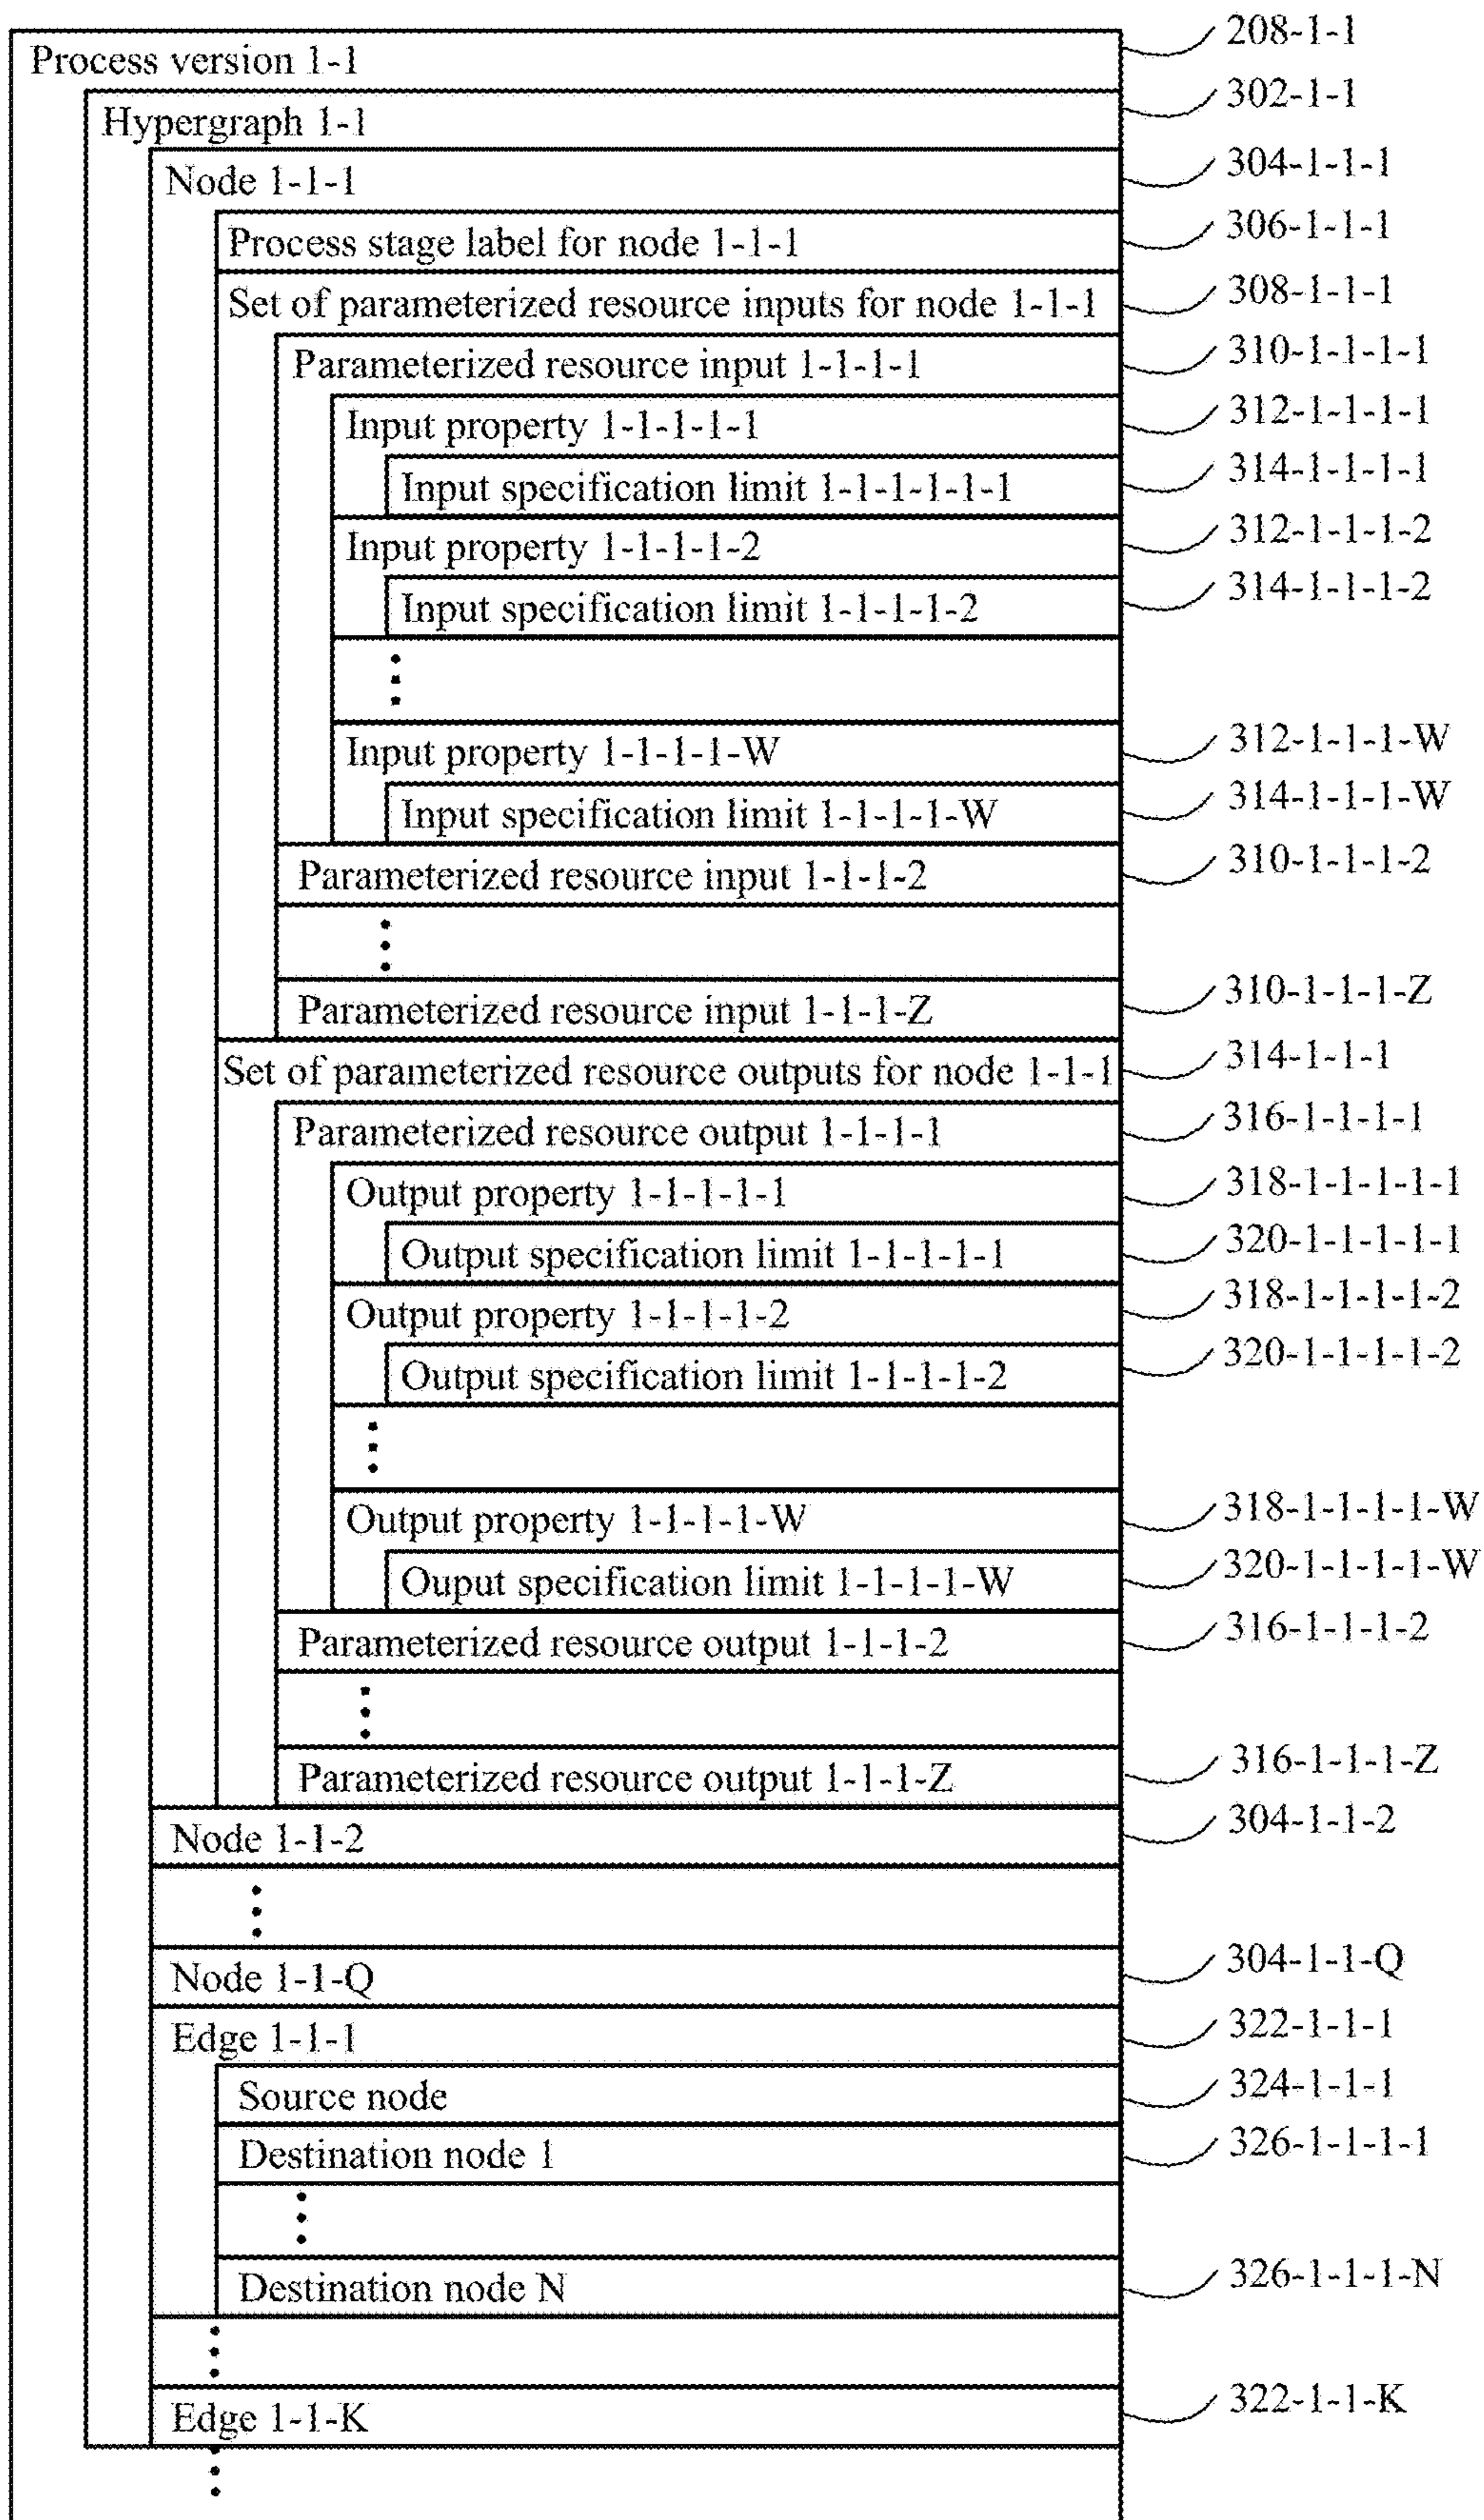 Process version 1-1 208-1-1
Hypergraph 1-1 302-1-1
Node 1-1-1 304-1-1-1
Process stage label for node 1-1-1 306-1-1-1
Set of parameterized resource inputs for node 1-1-1 308-1-1-1
Parameterized resource input 1-1-1-1 310-1-1-1-1
Input property 1-1-1-1-1 312-1-1-1-1
Input specification limit 1-1-1-1-1-1 314-1-1-1-1
Input property 1-1-1-1-2 312-1-1-1-2
Input specification limit 1-1-1-1-2 314-1-1-1-2
Input property 1-1-1-1-W 312-1-1-1-W
Input specification limit 1-1-1-1-W 314-1-1-1-W
Parameterized resource input 1-1-1-2 310-1-1-1-2
Parameterized resource input 1-1-1-Z 310-1-1-1-Z
Set of parameterized resource outputs for node 1-1-1 314-1-1-1
Parameterized resource output 1-1-1-1 316-1-1-1-1
Output property 1-1-1-1-1 318-1-1-1-1-1
Output specification limit 1-1-1-1-1 320-1-1-1-1-1
Output property 1-1-1-1-2 318-1-1-1-1-2
Output specification limit 1-1-1-1-2 320-1-1-1-1-2
Output property 1-1-1-1-W 318-1-1-1-1-W
Ouput specification limit 1-1-1-1-W 320-1-1-1-1-W
Parameterized resource output 1-1-1-2 316-1-1-1-2
Parameterized resource output 1-1-1-Z 316-1-1-1-Z
Node 1-1-2 304-1-1-2
Node 1-1-Q 304-1-1-Q
Edge 1-1-1 322-1-1-1
Source node 324-1-1-1
Destination node 1 326-1-1-1-1
Destination node N 326-1-1-1-N
Edge 1-1-K 322-1-1-K